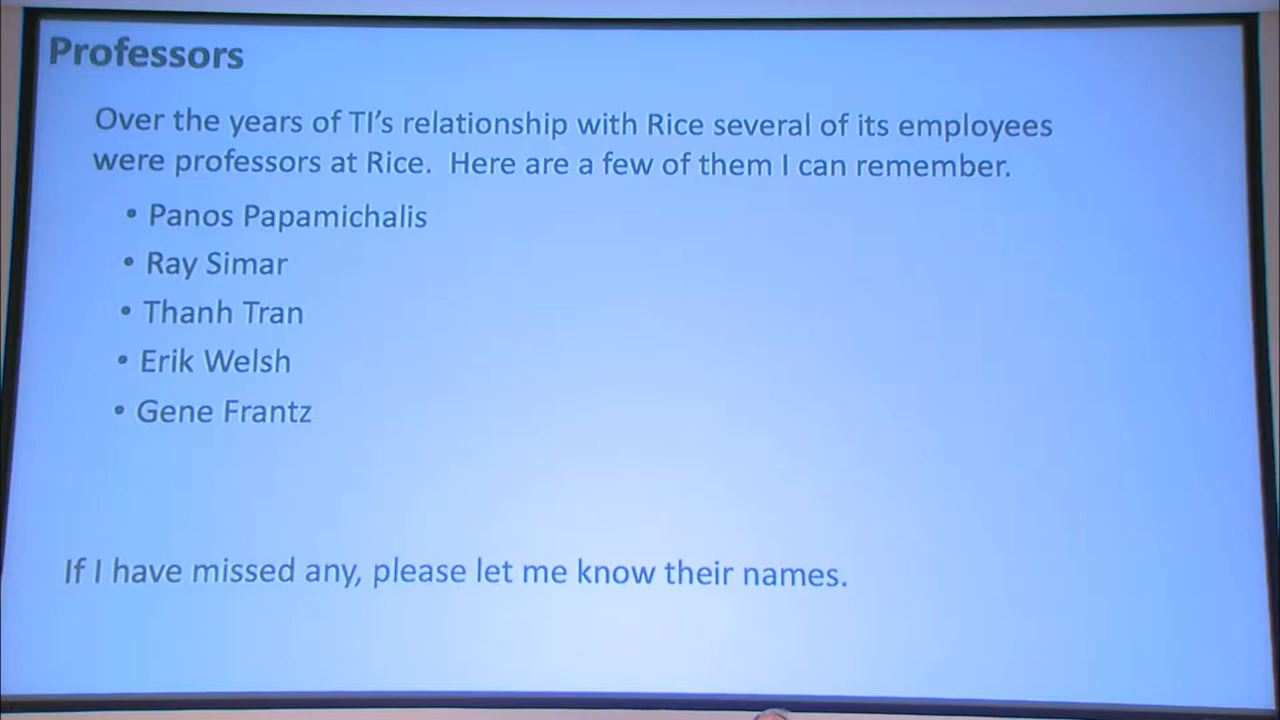 Professors
Over the years of TI's relationship with Rice several of its employees
were professors at Rice.  Here are a few of them I can remember.
• Panos Papamichalis
• Ray Simar
• Thanh Tran
• Erik Welsh
• Gene Frantz
If I have missed any, please let me know their names.